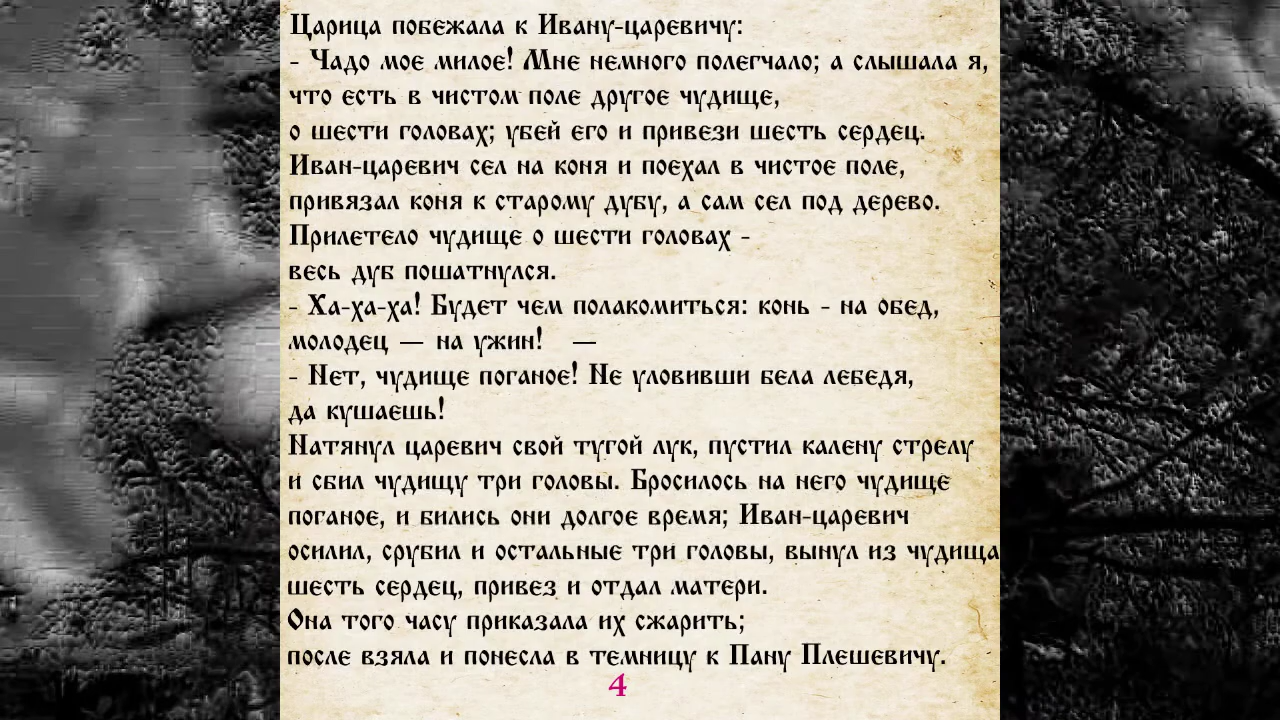 Царица побежала к Ивану-царевичу:
- Чадо мое милое! Мне немного полегчало; а слышала я,
что есть в чистом поле другое чудище,
о шести головах; убей его и привези шесть сердец.
Иван-царевич сел на коня и поехал в чистое поле,
привязал коня к старому дубу, а сам сел под дерево.
Прилетело чудище о шести головах -
весь дуб пошатнулся.
- Ха-ха-ха! Будет чем полакомиться: конь - на обед,
молодец — на ужин! —
- Нет, чудище поганое! Не уловивши бела лебедя,
да кушаешь!
Натянул царевич свой тугой лук, пустил калену стрелу
и сбил чудищу три головы. Бросилось на него чудище
поганое, и бились они долгое время; Иван-царевич
осилил, срубил и остальные три головы, вынул из чудища
шесть сердец, привез и отдал матери.
Она того часу приказала их сжарить;
после взяла и понесла в темницу к Пану Плешевичу.
4